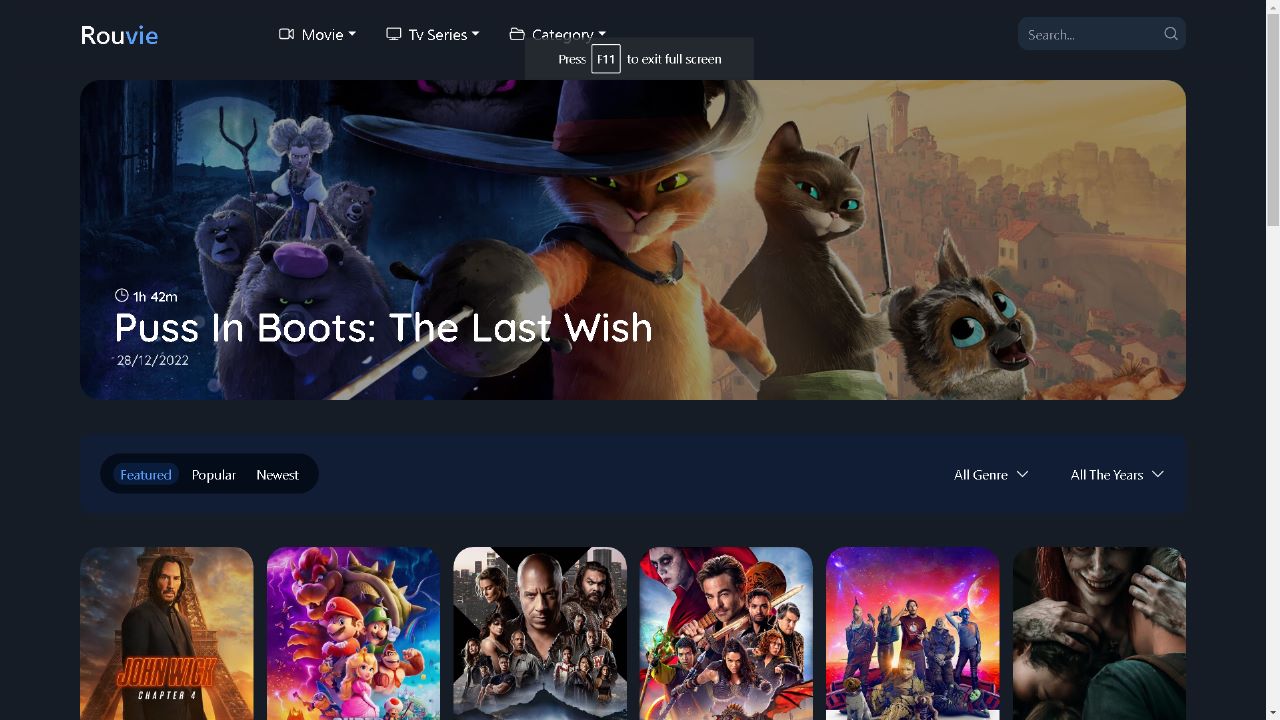 Rouvie
Movie
Tv Series
Category
Search...
Press F11 to exit full screen
1h 42m
Puss In Boots: The Last Wish
28/12/2022
Featured
Popular
Newest
All Genre
All The Years
JOHN WICK
CHAPTER 4